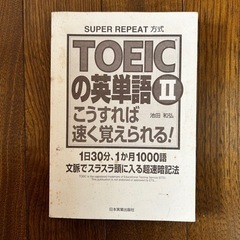 SUPER REPEAT 方式
TOEIC
の英単語 II
池田 和弘
こうすれば
速く覚えられる!
1日30分、1か月1000語
文脈でスラスラ頭に入る超速暗記法
日本実業出版社